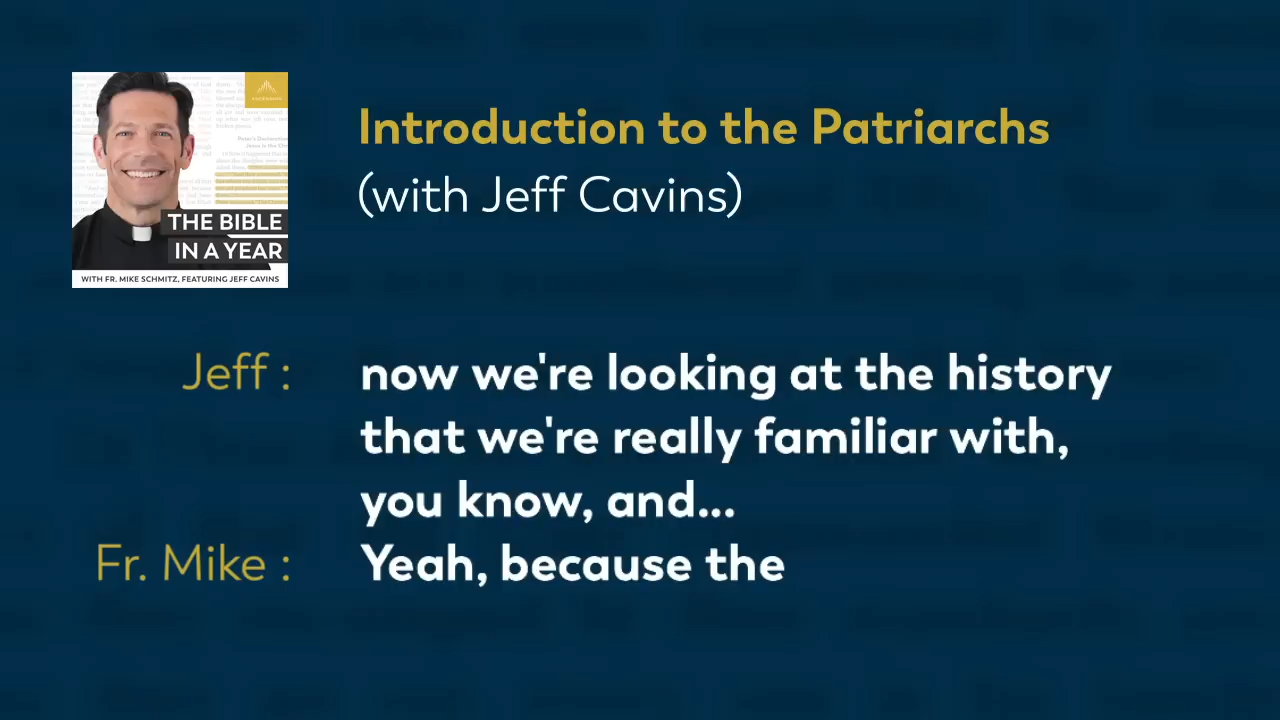 Introduction to the Patriarchs
(with Jeff Cavins)
THE BIBLE
IN A YEAR
WITH FR. MIKE SCHMITZ, FEATURING JEFF CAVINS
Jeff : now we're looking at the history
that we're really familiar with,
you know, and...
Fr. Mike : Yeah, because the